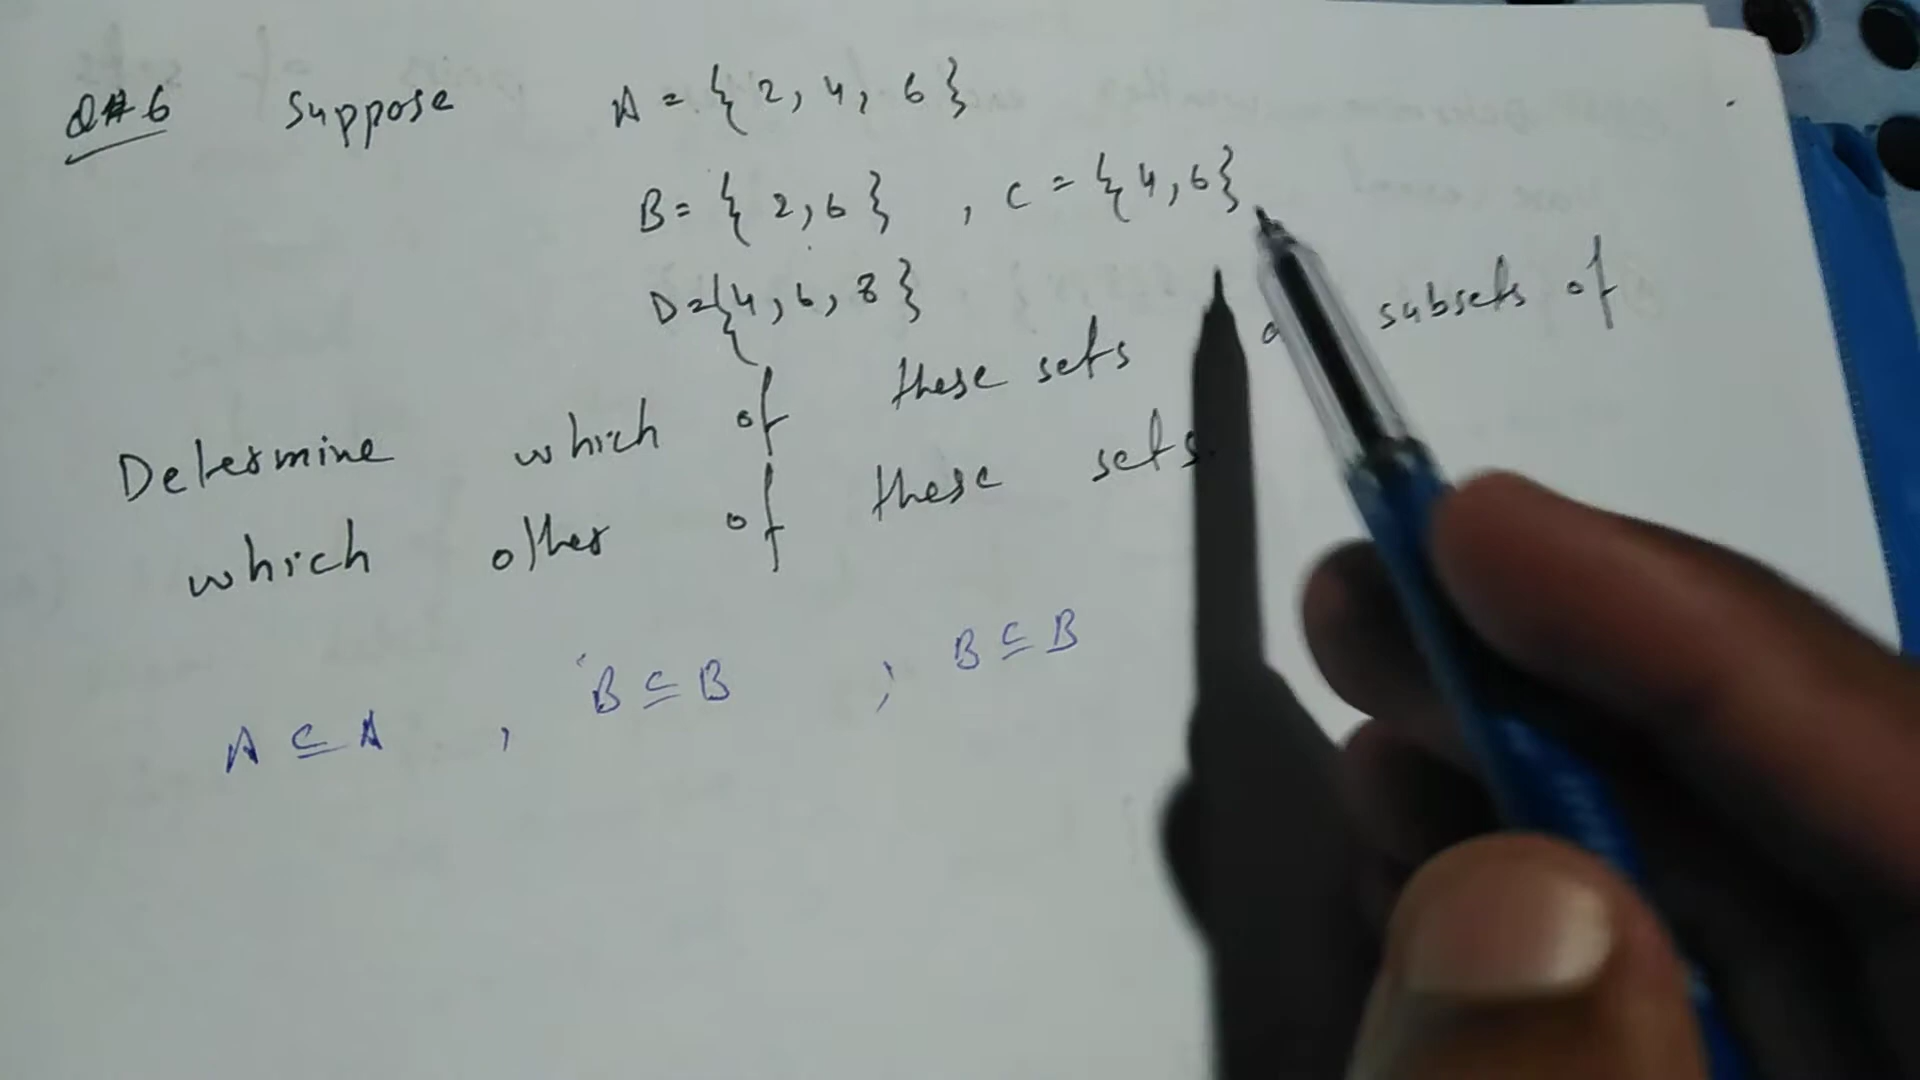 Q#6 Suppose A = { 2, 4, 6 }
B = { 2, 6 } , C = { 4, 6 }
D = { 4, 6, 8 }
Determine which of these sets subsets of
which other of these sets.
A ⊆ A , B ⊆ B , B ⊆ B